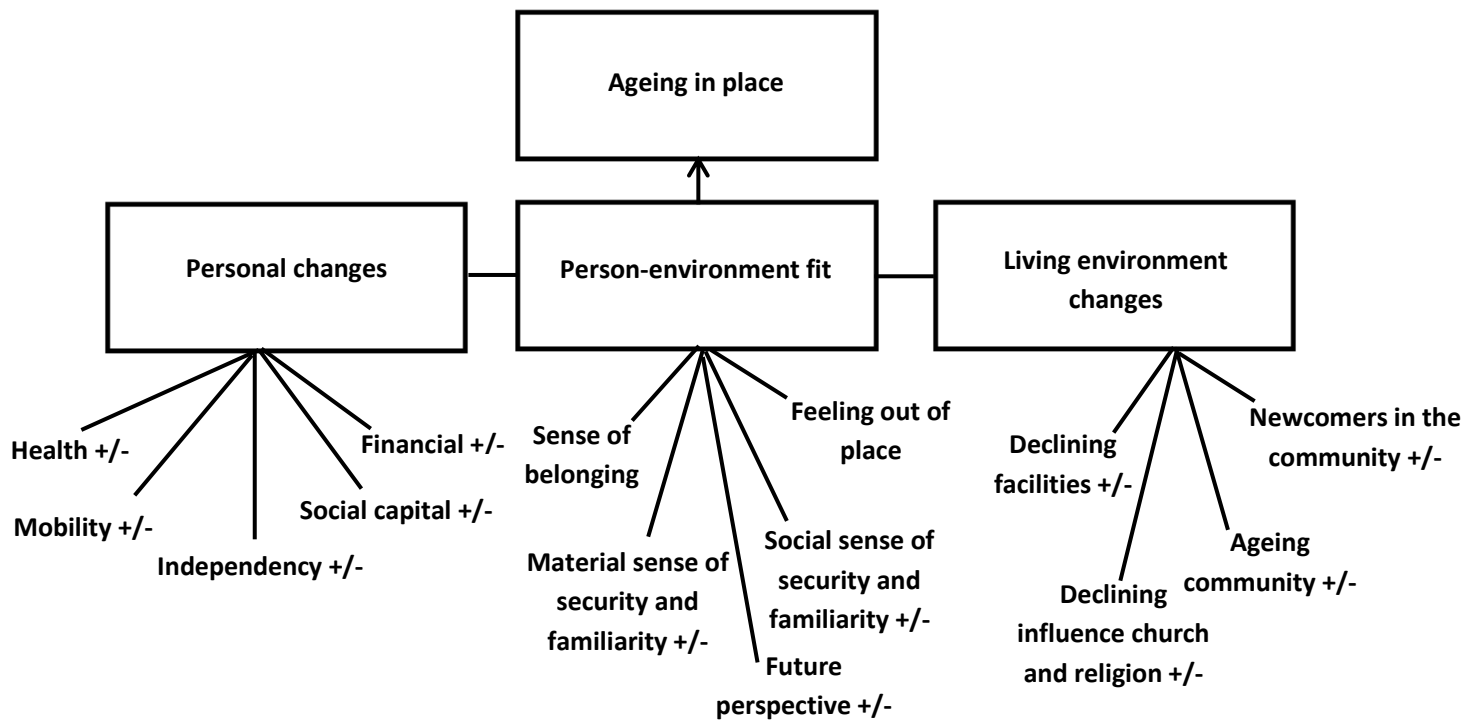 Ageing in place
Personal changes
Person-environment fit
Living environment
changes
Health +/-
Mobility +/-
Independency +/-
Social capital +/-
Financial +/-
Sense of
belonging
Material sense of
security and
familiarity +/-
Future
perspective +/-
Social sense of
security and
familiarity +/-
Feeling out of
place
Declining
facilities +/-
Declining
influence church
and religion +/-
Ageing
community +/-
Newcomers in the
community +/-